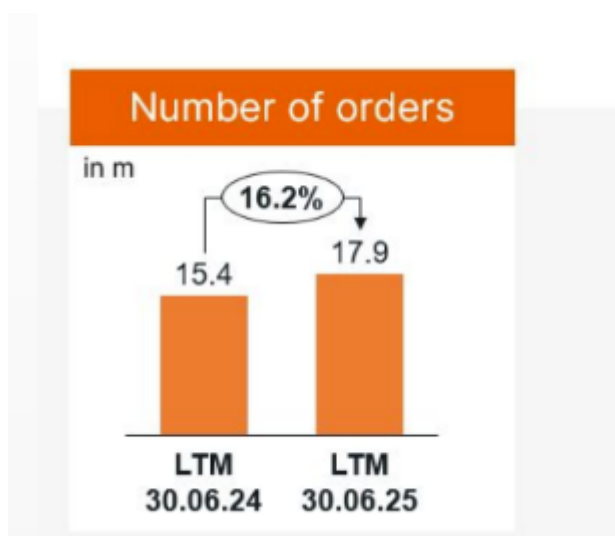 Number of orders
in m
16.2%
15.4
17.9
LTM
30.06.24
LTM
30.06.25